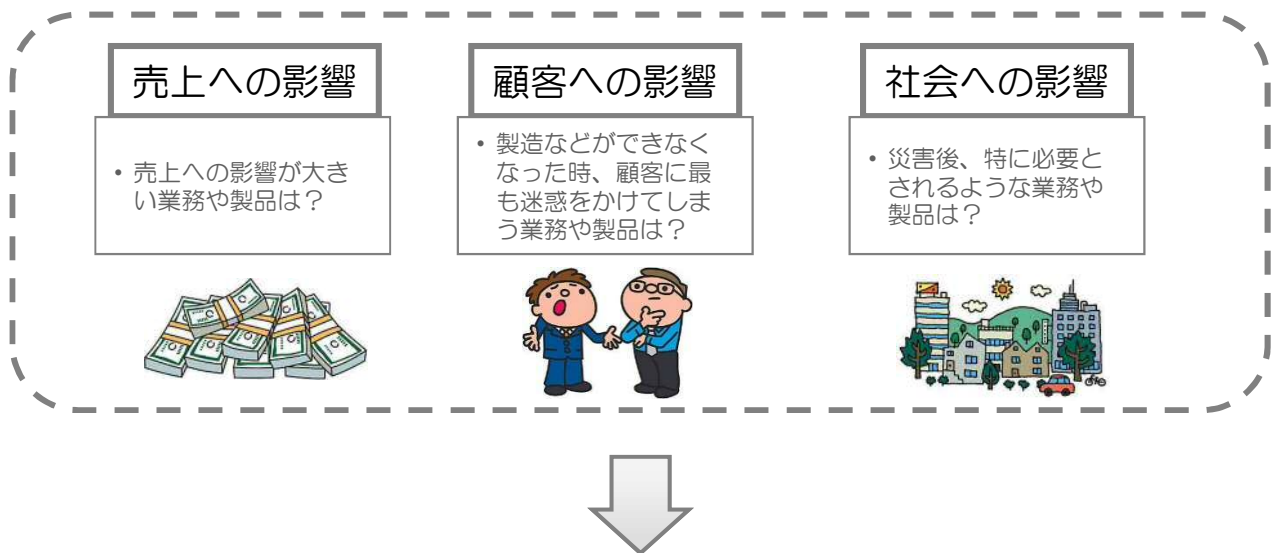 売上への影響
・売上への影響が大き
い業務や製品は？
顧客への影響
・製造などができなく
なった時、顧客に最
も迷惑をかけてしま
う業務や製品は？
社会への影響
・災害後、特に必要と
されるような業務や
製品は？